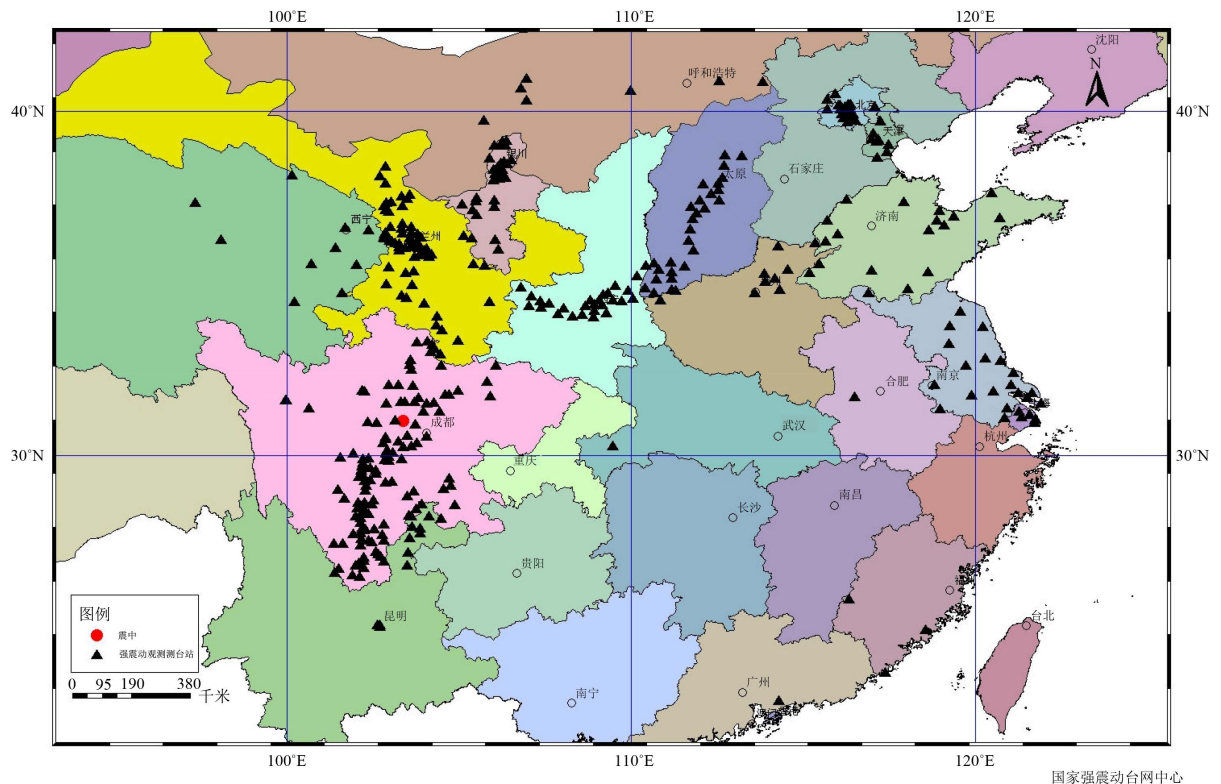 100°E 110°E 120°E
沈阳
N
呼和浩特
40°N 北京 40°N
天津
银川
太原 石家庄
西宁 济南
兰州
合肥 南京
成都 武汉 杭州
30°N 重庆 30°N
南昌
长沙
贵阳
福州
昆明 台北
图例
震中
强震动观测测台站
0 95 190 380 千米
广州
南宁
100°E 110°E 120°E
国家强震动台网中心